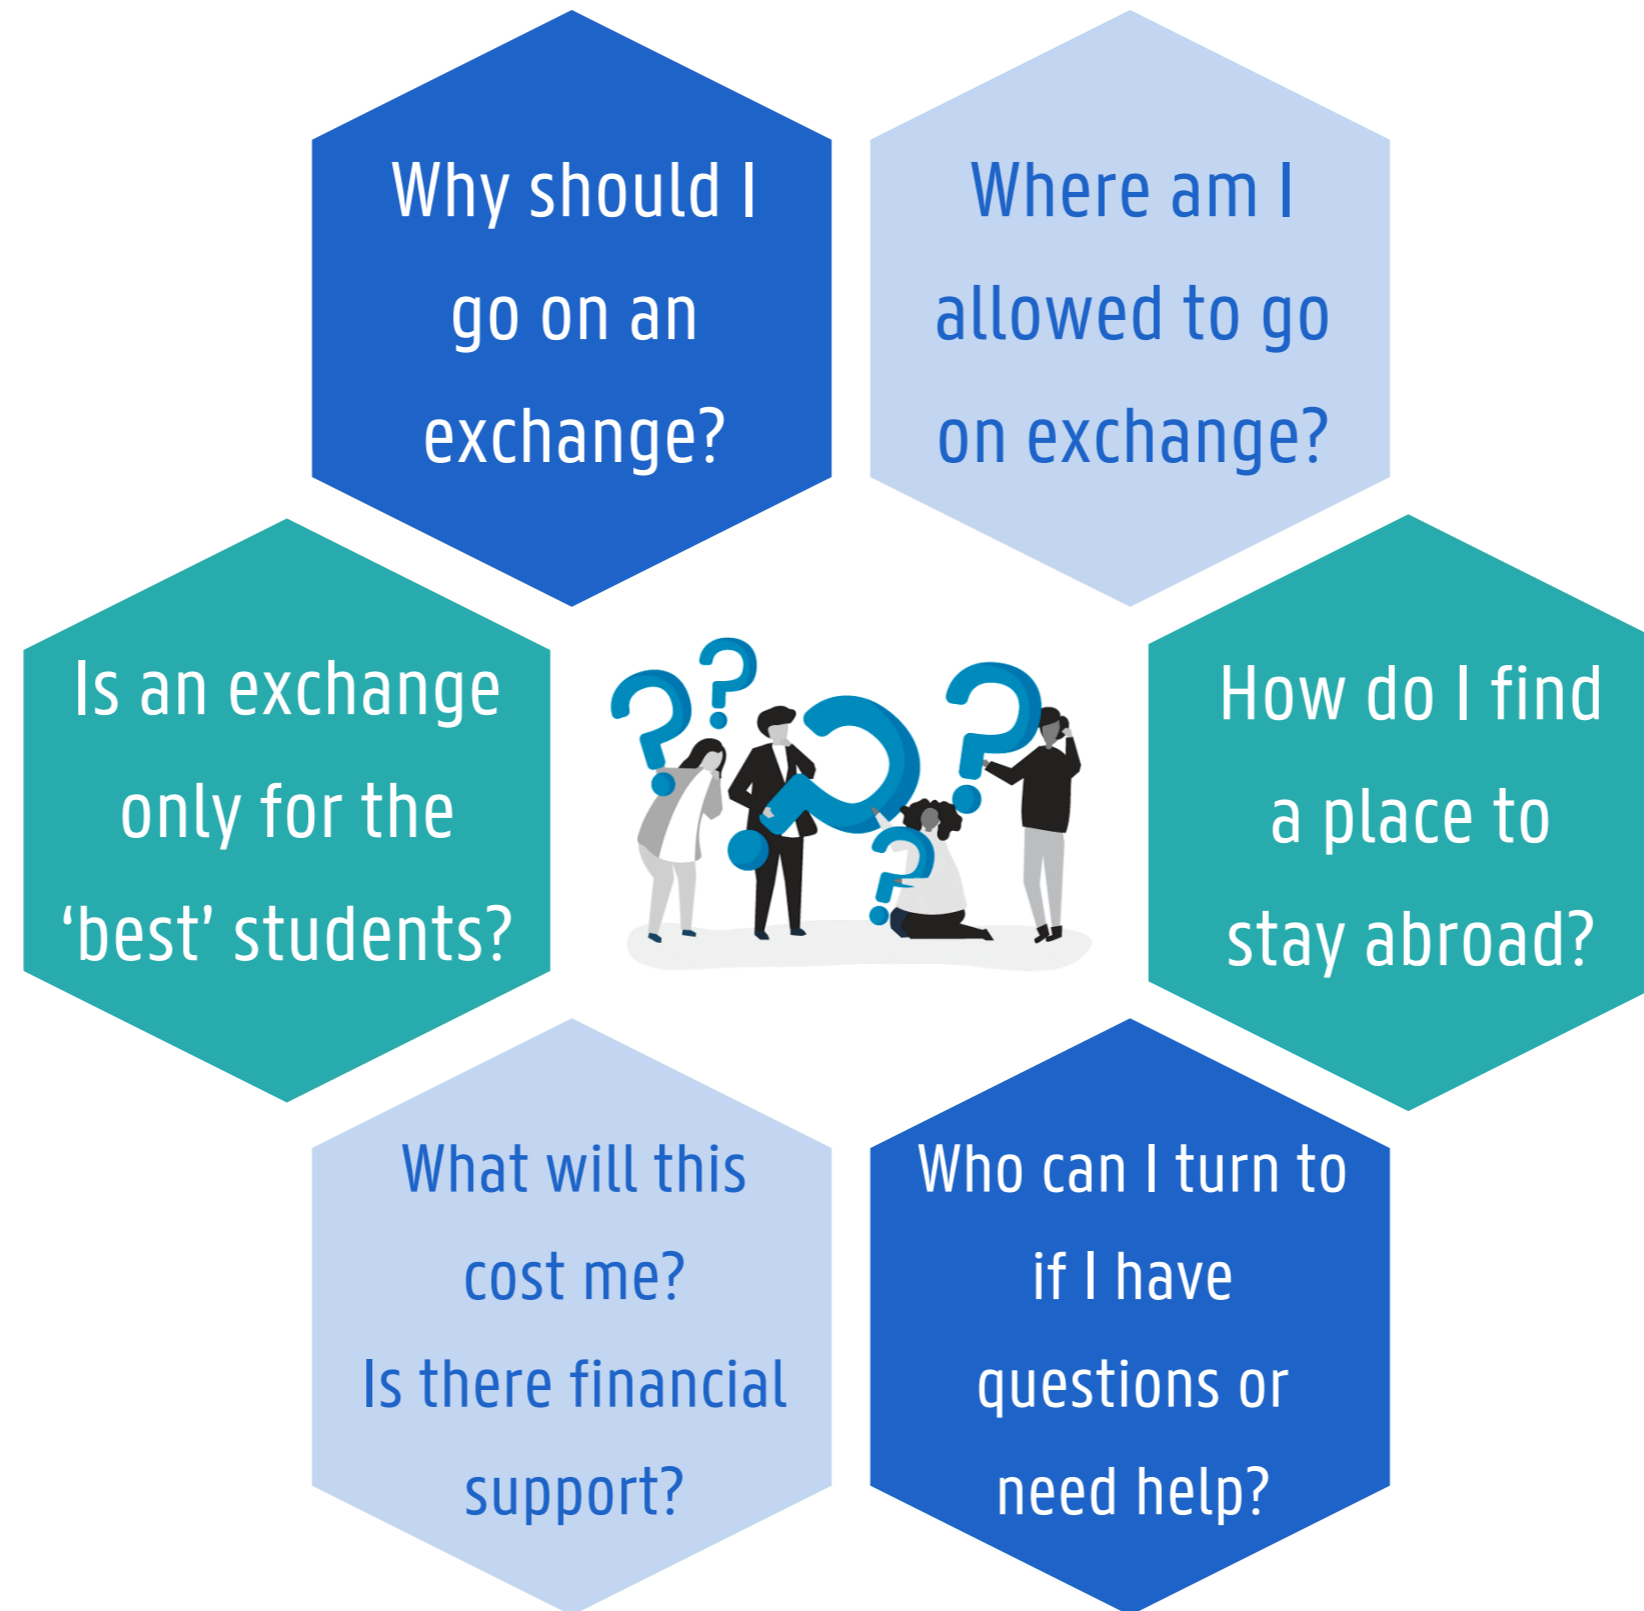 Why should I
go on an
exchange?
Where am I
allowed to go
on exchange?
Is an exchange
only for the
‘best’ students?
How do I find
a place to
stay abroad?
What will this
cost me?
Is there financial
support?
Who can I turn to
if I have
questions or
need help?